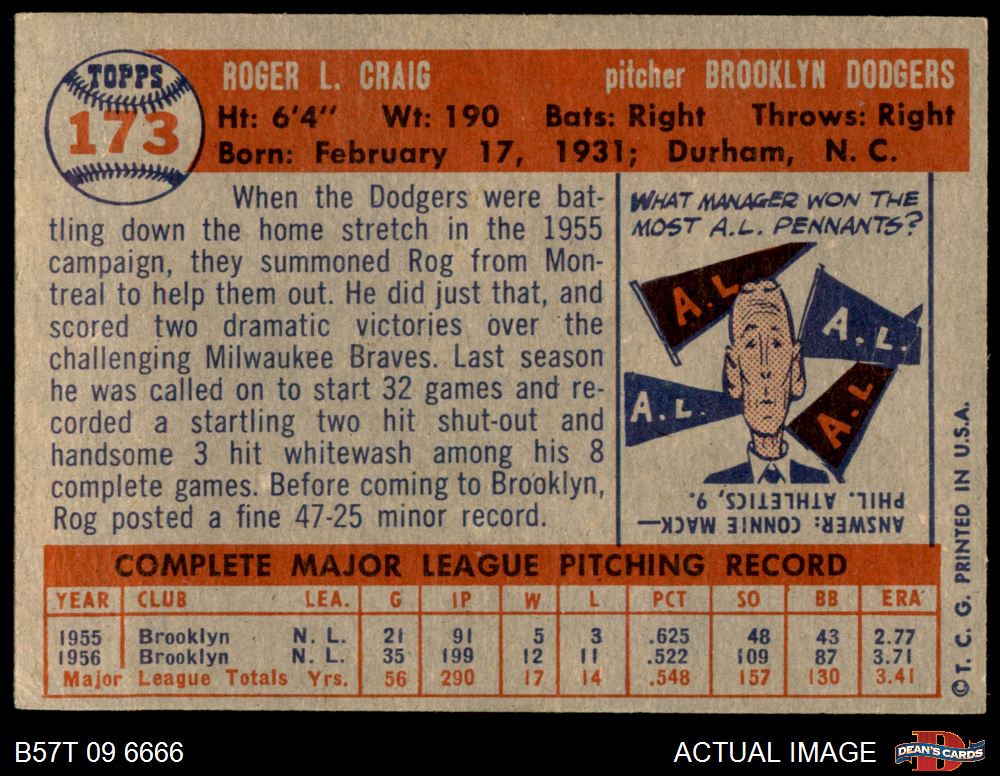 TOPPS
173
ROGER L. CRAIG pitcher BROOKLYN DODGERS
Ht: 6'4" Wt: 190 Bats: Right Throws: Right
Born: February 17, 1931; Durham, N. C.
When the Dodgers were bat-
tling down the home stretch in the 1955
campaign, they summoned Rog from Mon-
treal to help them out. He did just that, and
scored two dramatic victories over the
challenging Milwaukee Braves. Last season
he was called on to start 32 games and re-
corded a startling two hit shut-out and
handsome 3 hit whitewash among his 8
complete games. Before coming to Brooklyn,
Rog posted a fine 47-25 minor record.
WHAT MANAGER WON THE
MOST A.L. PENNANTS?
A.L
A.L.
A.L.
A.L
ANSWER: CONNIE MACK—
PHIL. ATHLETICS, 9.
COMPLETE MAJOR LEAGUE PITCHING RECORD
YEAR CLUB LEA. G IP W L PCT SO BB ERA
1955 Brooklyn N. L. 21 91 5 3 .625 48 43 2.77
1956 Brooklyn N. L. 35 199 12 11 .522 109 87 3.71
Major League Totals Yrs. 56 290 17 14 .548 157 130 3.41
© T. C. G. PRINTED IN U.S.A.
B57T 09 6666
ACTUAL IMAGE
D
DEAN'S CARDS